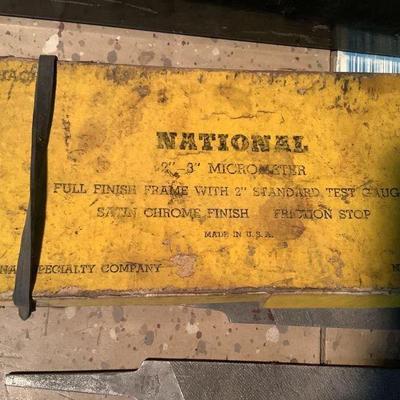 NATIONAL
2"-3" MICROMETER
FULL FINISH FRAME WITH 2" STANDARD TEST GAUG
SATIN CHROME FINISH FRICTION STOP
MADE IN U.S.A.
SPECIALTY COMPANY